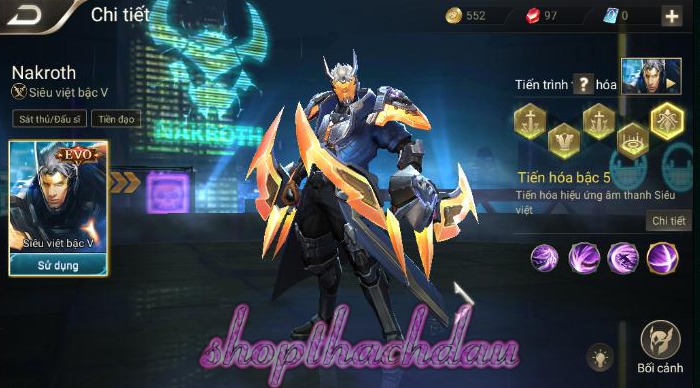 Chi tiết
552
97
0
Nakroth
Siêu việt bậc V
Sát thủ/Đấu sĩ
Tiên đạo
Tiến trình ? hóa
NAKROTH
EVO
Siêu việt bậc V
Sử dụng
Tiến hóa bậc 5
Tiến hóa hiệu ứng âm thanh Siêu
việt
Chi tiết
shopthachdau
Bối cảnh